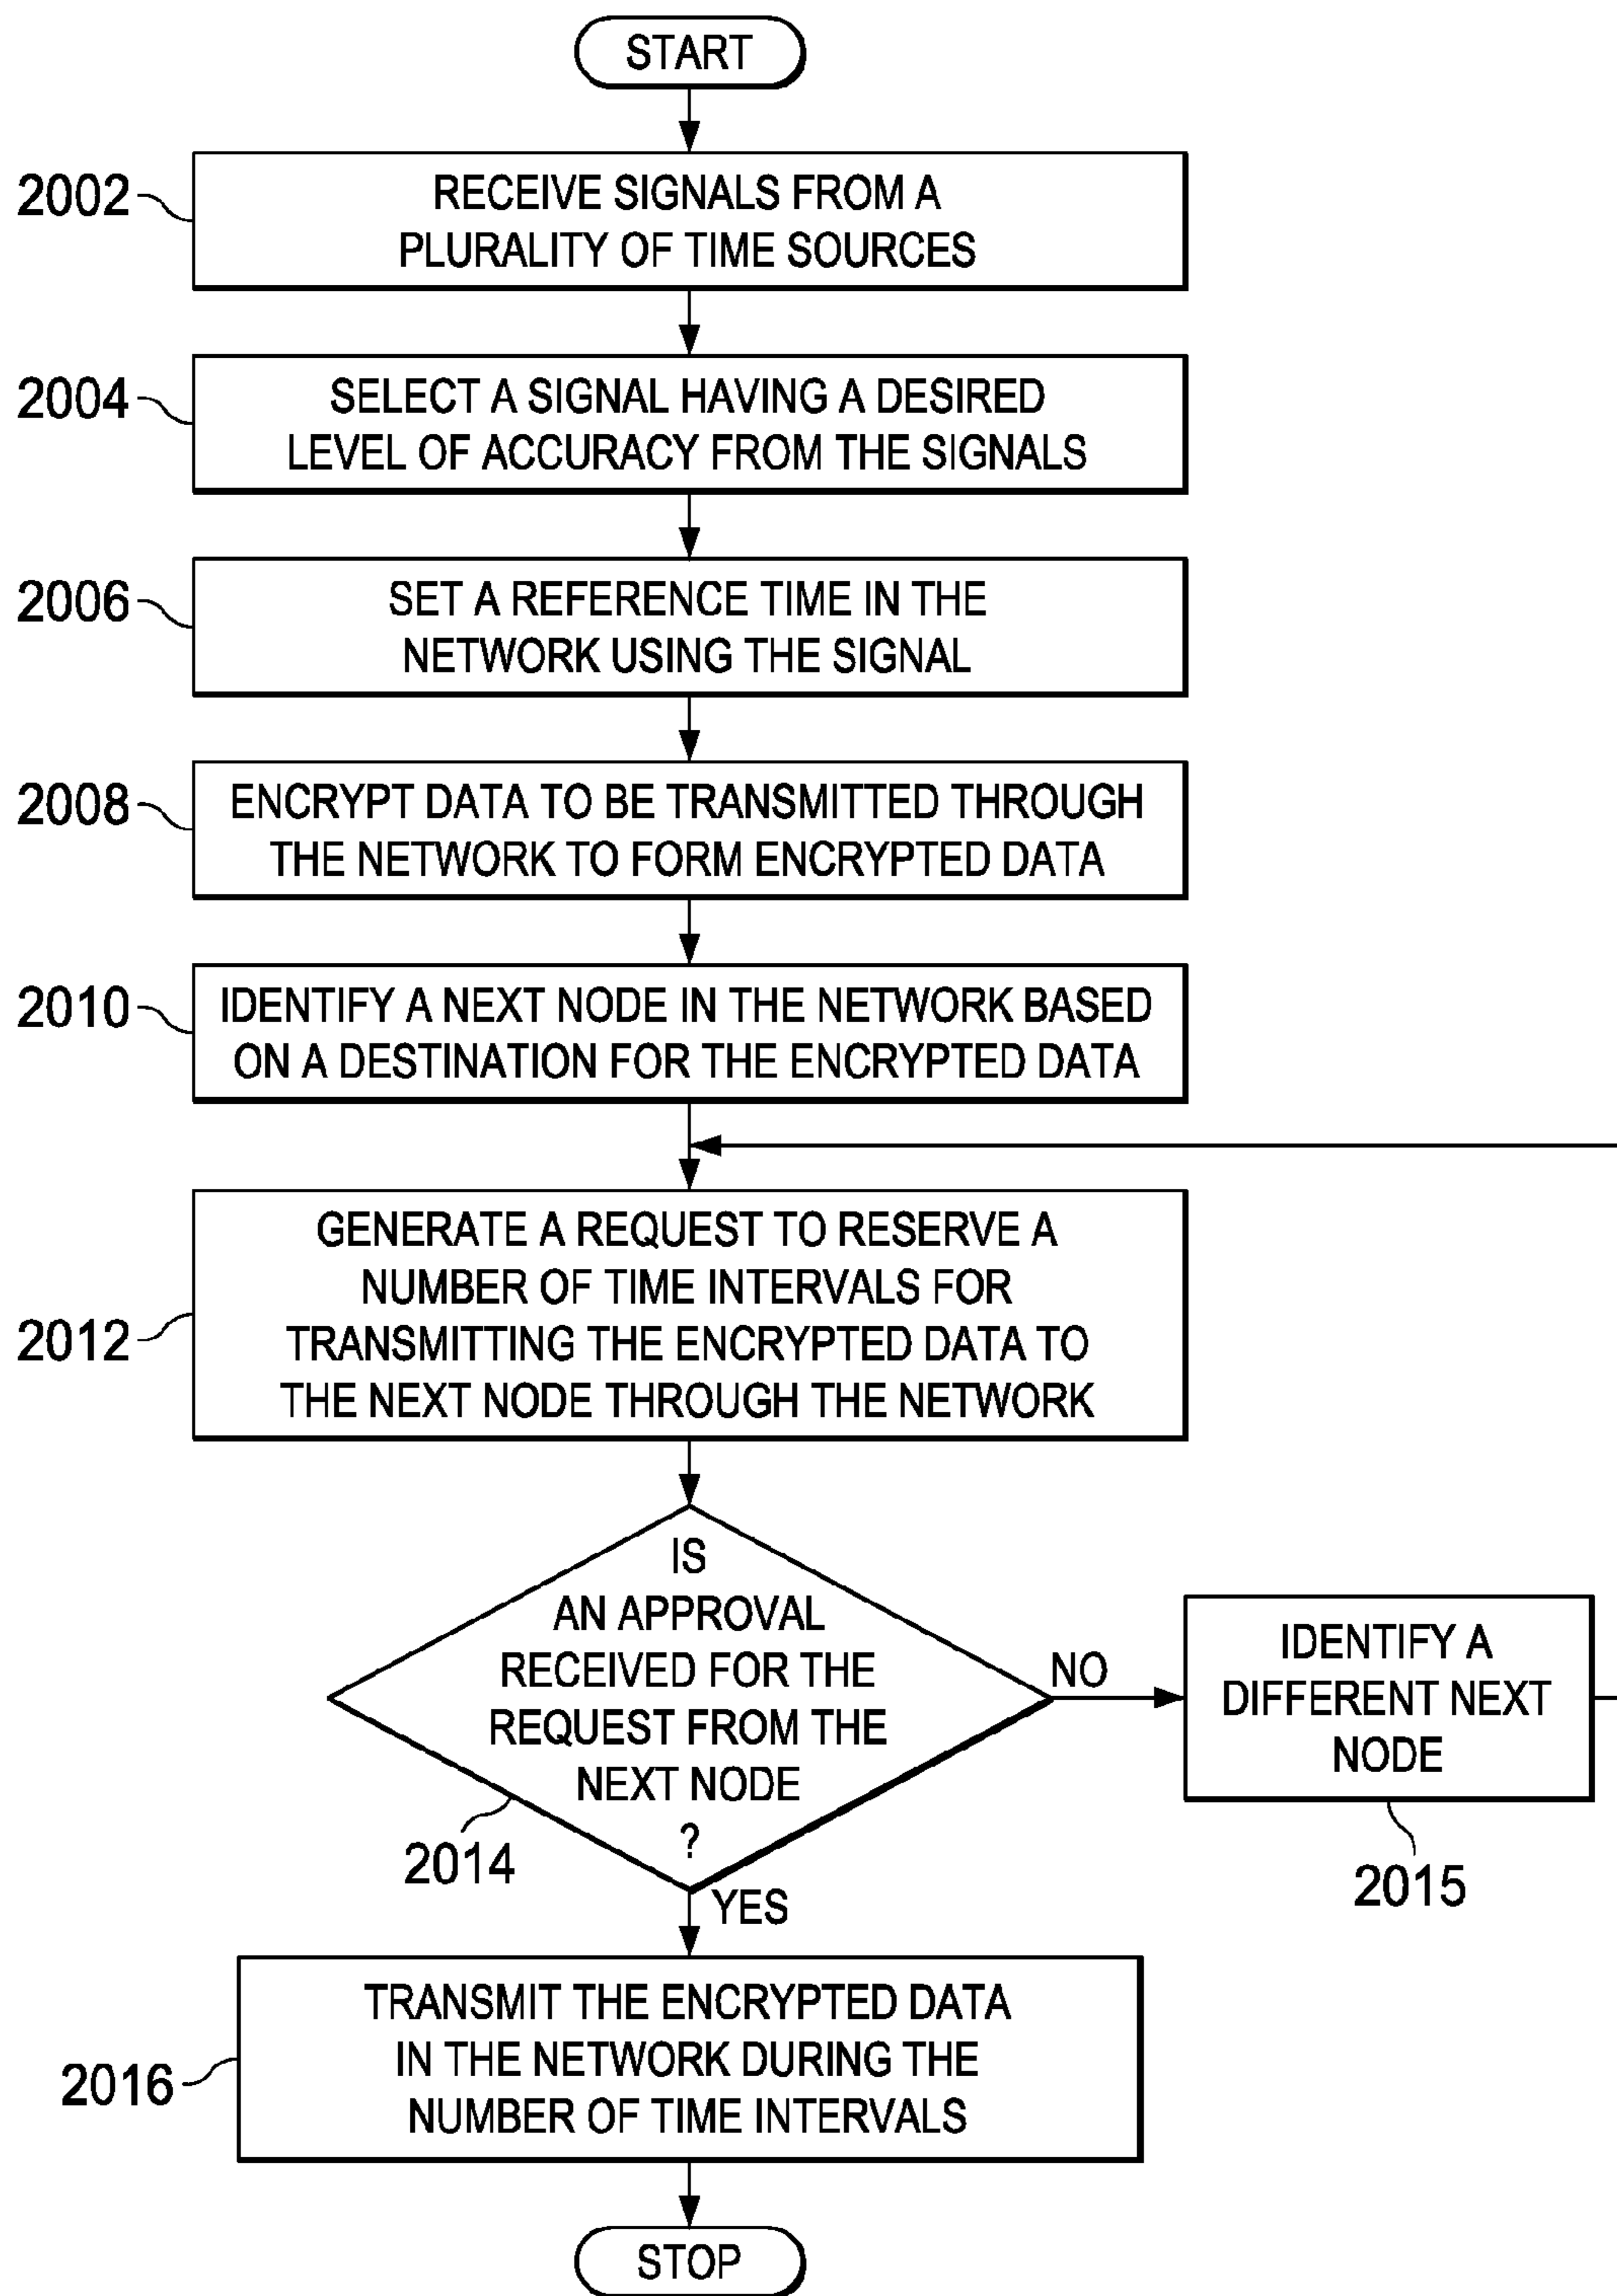 START
2002
RECEIVE SIGNALS FROM A
PLURALITY OF TIME SOURCES
2004
SELECT A SIGNAL HAVING A DESIRED
LEVEL OF ACCURACY FROM THE SIGNALS
2006
SET A REFERENCE TIME IN THE
NETWORK USING THE SIGNAL
2008
ENCRYPT DATA TO BE TRANSMITTED THROUGH
THE NETWORK TO FORM ENCRYPTED DATA
2010
IDENTIFY A NEXT NODE IN THE NETWORK BASED
ON A DESTINATION FOR THE ENCRYPTED DATA
2012
GENERATE A REQUEST TO RESERVE A
NUMBER OF TIME INTERVALS FOR
TRANSMITTING THE ENCRYPTED DATA TO
THE NEXT NODE THROUGH THE NETWORK
IS
AN APPROVAL
RECEIVED FOR THE
REQUEST FROM THE
NEXT NODE
?
2014
NO
IDENTIFY A
DIFFERENT NEXT
NODE
2015
YES
2016
TRANSMIT THE ENCRYPTED DATA
IN THE NETWORK DURING THE
NUMBER OF TIME INTERVALS
STOP